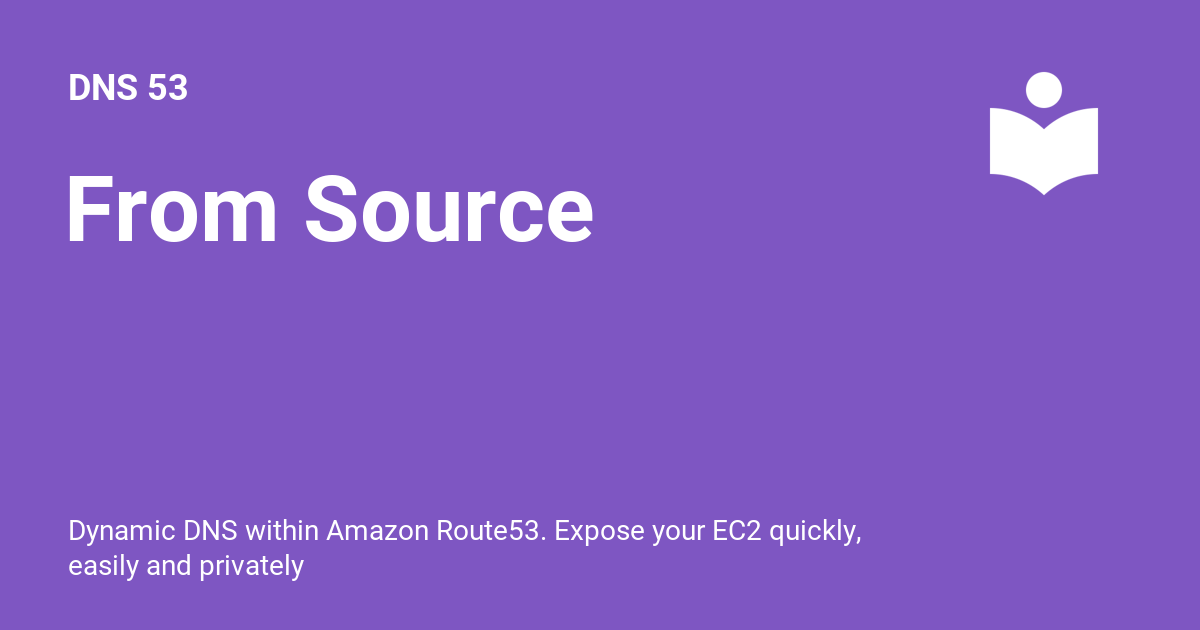 DNS 53
From Source
Dynamic DNS within Amazon Route53. Expose your EC2 quickly,
easily and privately